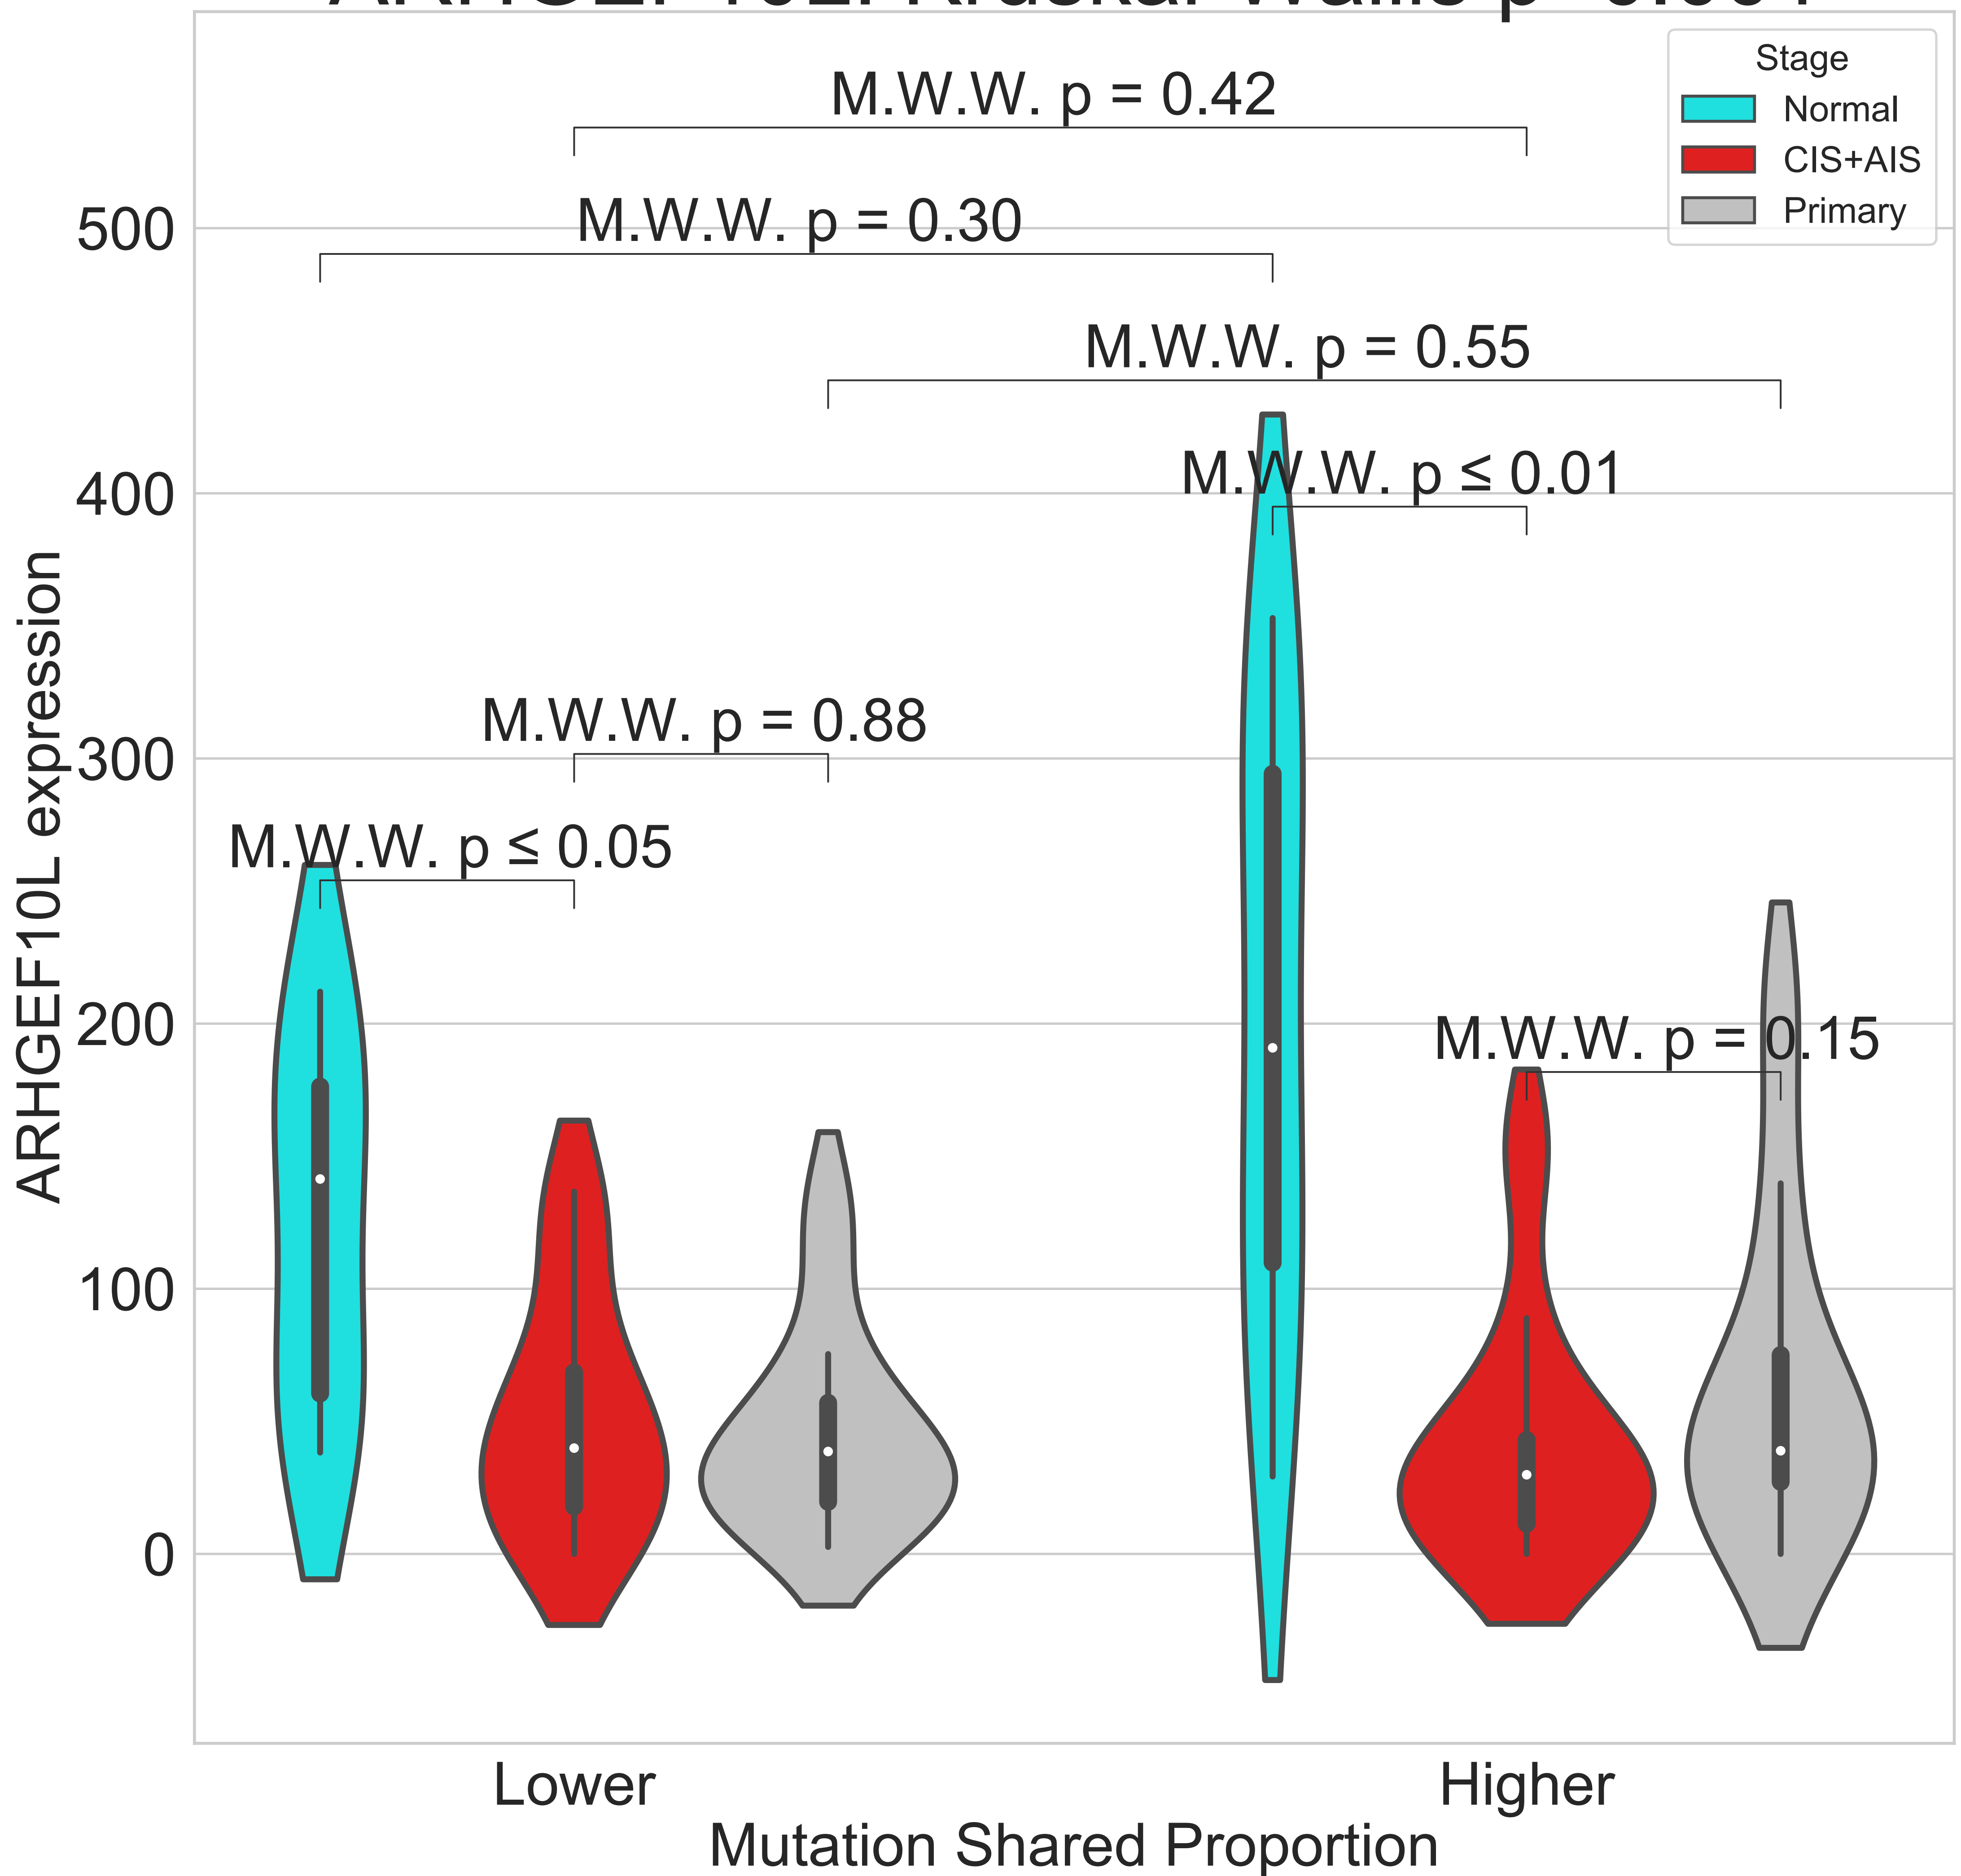 Stage
Normal
CIS+AIS
Primary
M.W.W. p = 0.42
M.W.W. p = 0.30
M.W.W. p = 0.55
M.W.W. p ≤ 0.01
M.W.W. p = 0.88
M.W.W. p ≤ 0.05
M.W.W. p = 0.15
500
400
300
200
100
0
ARHGEF10L expression
Lower
Higher
Mutation Shared Proportion